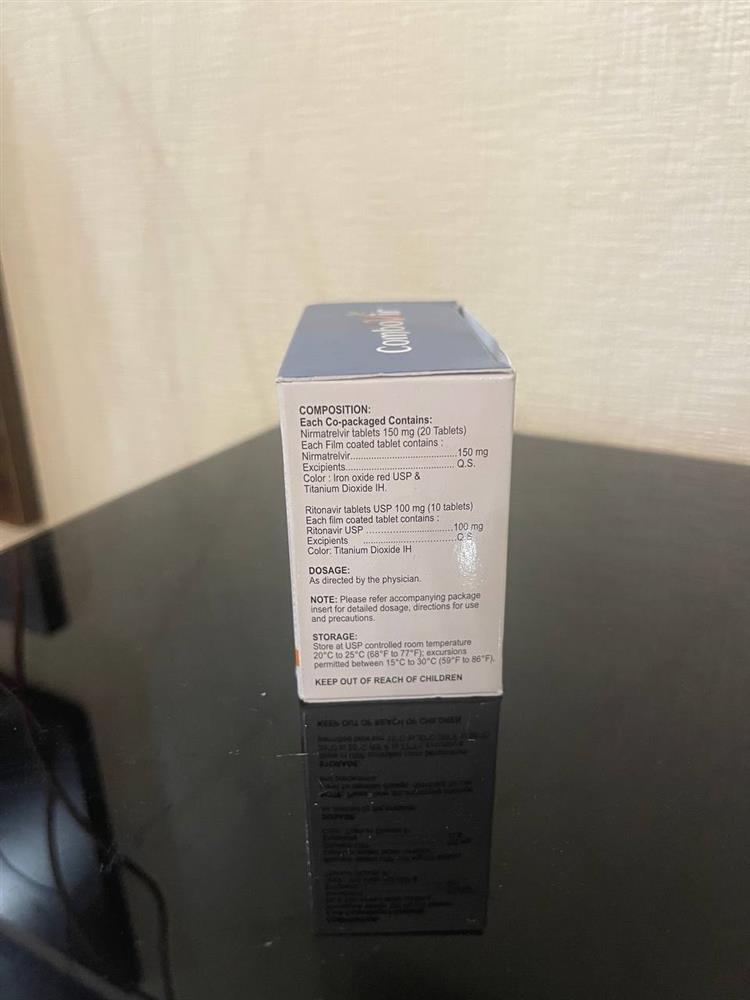 COMPOSITION:
Each Co-packaged Contains:
Nirmatrelvir tablets 150 mg (20 Tablets)
Each Film coated tablet contains :
Nirmatrelvir..................................150 mg
Excipients.................................... Q.S.
Color : Iron oxide red USP &
Titanium Dioxide IH.
Ritonavir tablets USP 100 mg (10 tablets)
Each film coated tablet contains :
Ritonavir USP ............................100 mg
Excipients ..............................Q.S
Color: Titanium Dioxide IH
DOSAGE:
As directed by the physician.
NOTE: Please refer accompanying package
insert for detailed dosage, directions for use
and precautions.
STORAGE:
Store at USP controlled room temperature
20°C to 25°C (68°F to 77°F); excursions
permitted between 15°C to 30°C (59°F to 86°F).
KEEP OUT OF REACH OF CHILDREN